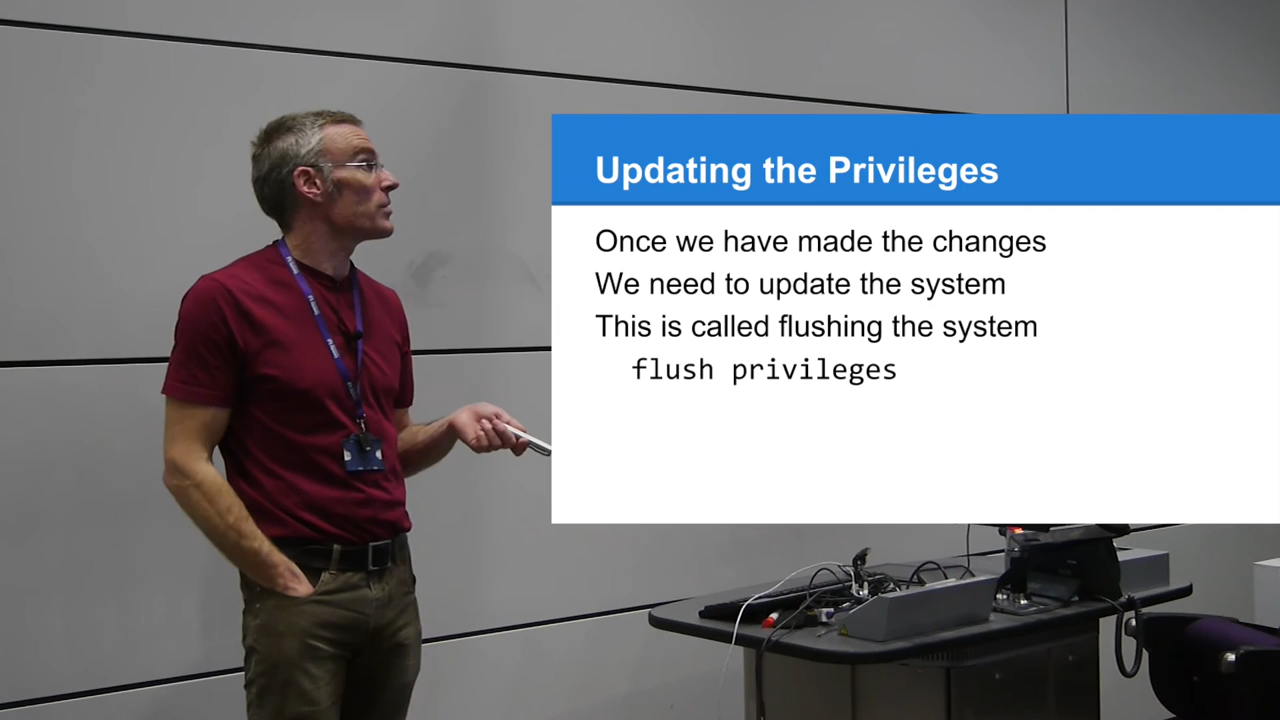 Updating the Privileges
Once we have made the changes
We need to update the system
This is called flushing the system
flush privileges